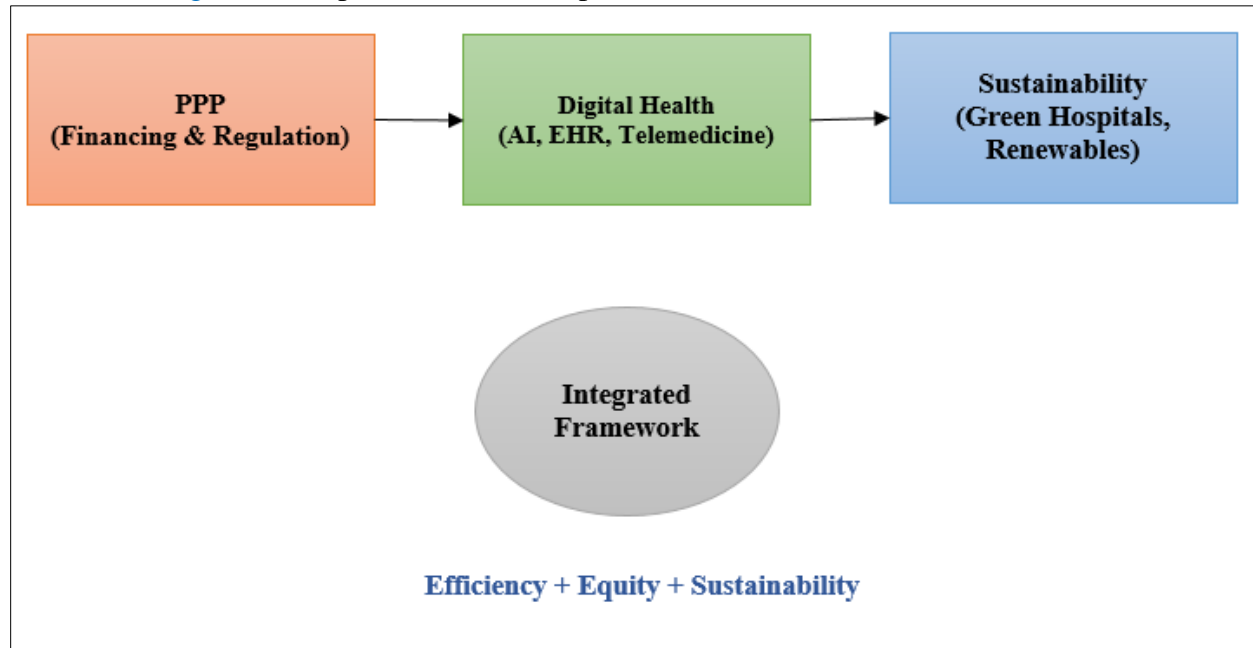 PPP
(Financing & Regulation)
Digital Health
(AI, EHR, Telemedicine)
Sustainability
(Green Hospitals,
Renewables)
Integrated
Framework
Efficiency + Equity + Sustainability